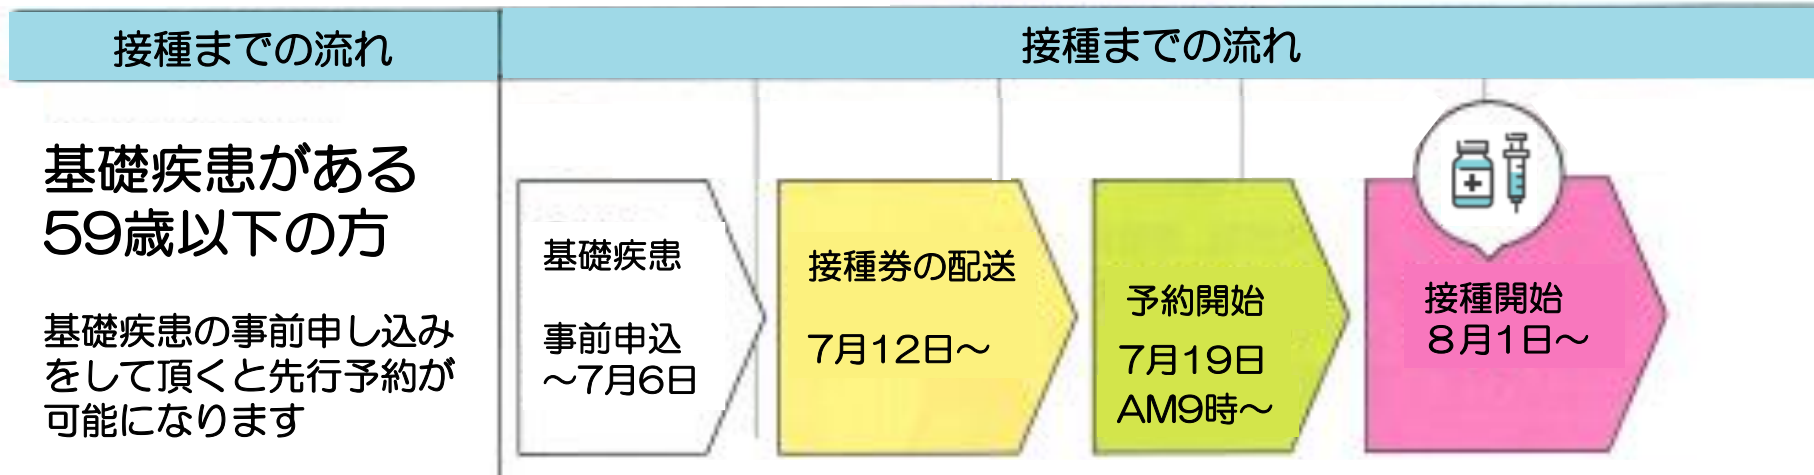 接種までの流れ
接種までの流れ
基礎疾患がある
59歳以下の方
基礎疾患の事前申し込み
をして頂くと先行予約が
可能になります
基礎疾患
事前申込
～7月6日
接種券の配送
7月12日～
予約開始
7月19日
AM9時～
接種開始
８月1日～